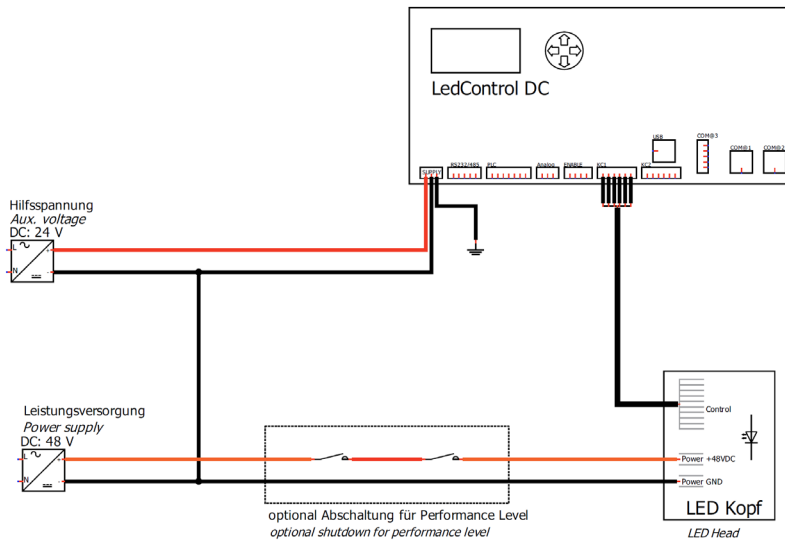 LedControl DC
USB
COM@3
COM@1
COM@2
SUPPLY
RS232/485
PLC
Analog
ENABLE
KC1
KC2
Hilfsspannung
Aux. voltage
DC: 24 V
L
N
Leistungsversorgung
Power supply
DC: 48 V
L
N
Control
Power +48VDC
Power GND
LED Kopf
LED Head
optional Abschaltung für Performance Level
optional shutdown for performance level